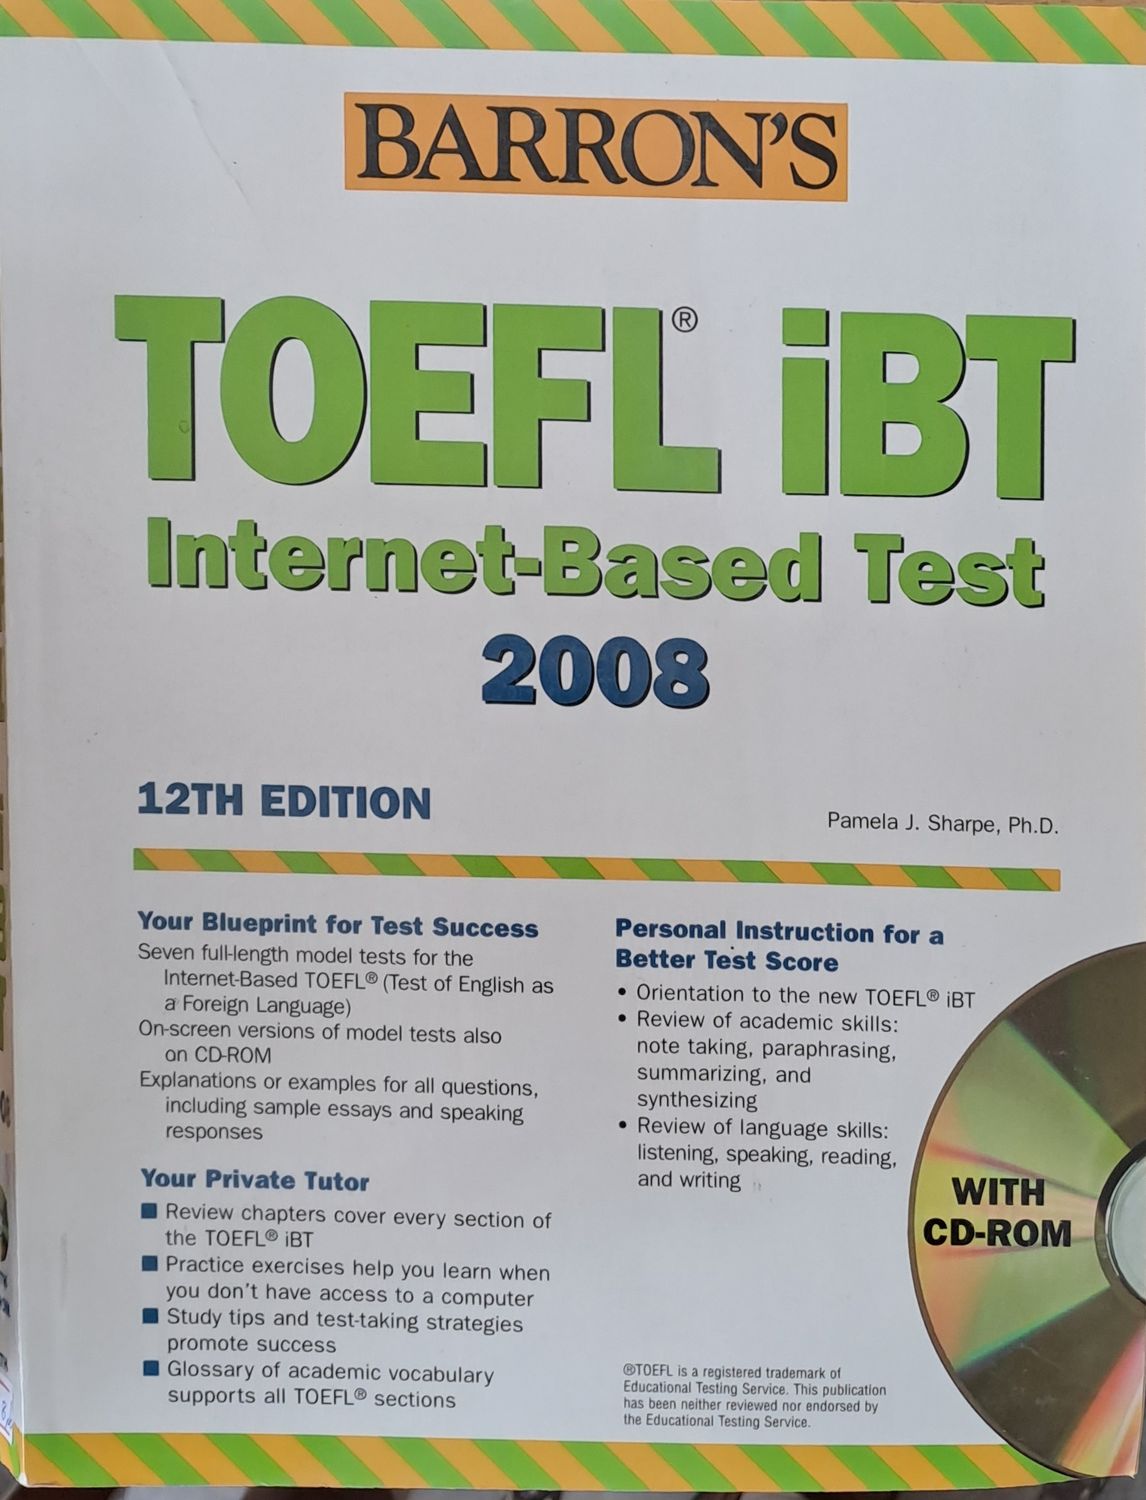 BARRON'S
TOEFL® iBT
Internet-Based Test
2008
12TH EDITION
Pamela J. Sharpe, Ph.D.
Your Blueprint for Test Success
Seven full-length model tests for the
Internet-Based TOEFL® (Test of English as
a Foreign Language)
On-screen versions of model tests also
on CD-ROM
Explanations or examples for all questions,
including sample essays and speaking
responses
Your Private Tutor
■ Review chapters cover every section of
the TOEFL® iBT
■ Practice exercises help you learn when
you don't have access to a computer
■ Study tips and test-taking strategies
promote success
■ Glossary of academic vocabulary
supports all TOEFL® sections
Personal Instruction for a
Better Test Score
• Orientation to the new TOEFL® iBT
• Review of academic skills:
note taking, paraphrasing,
summarizing, and
synthesizing
• Review of language skills:
listening, speaking, reading,
and writing
WITH
CD-ROM
®TOEFL is a registered trademark of
Educational Testing Service. This publication
has been neither reviewed nor endorsed by
the Educational Testing Service.